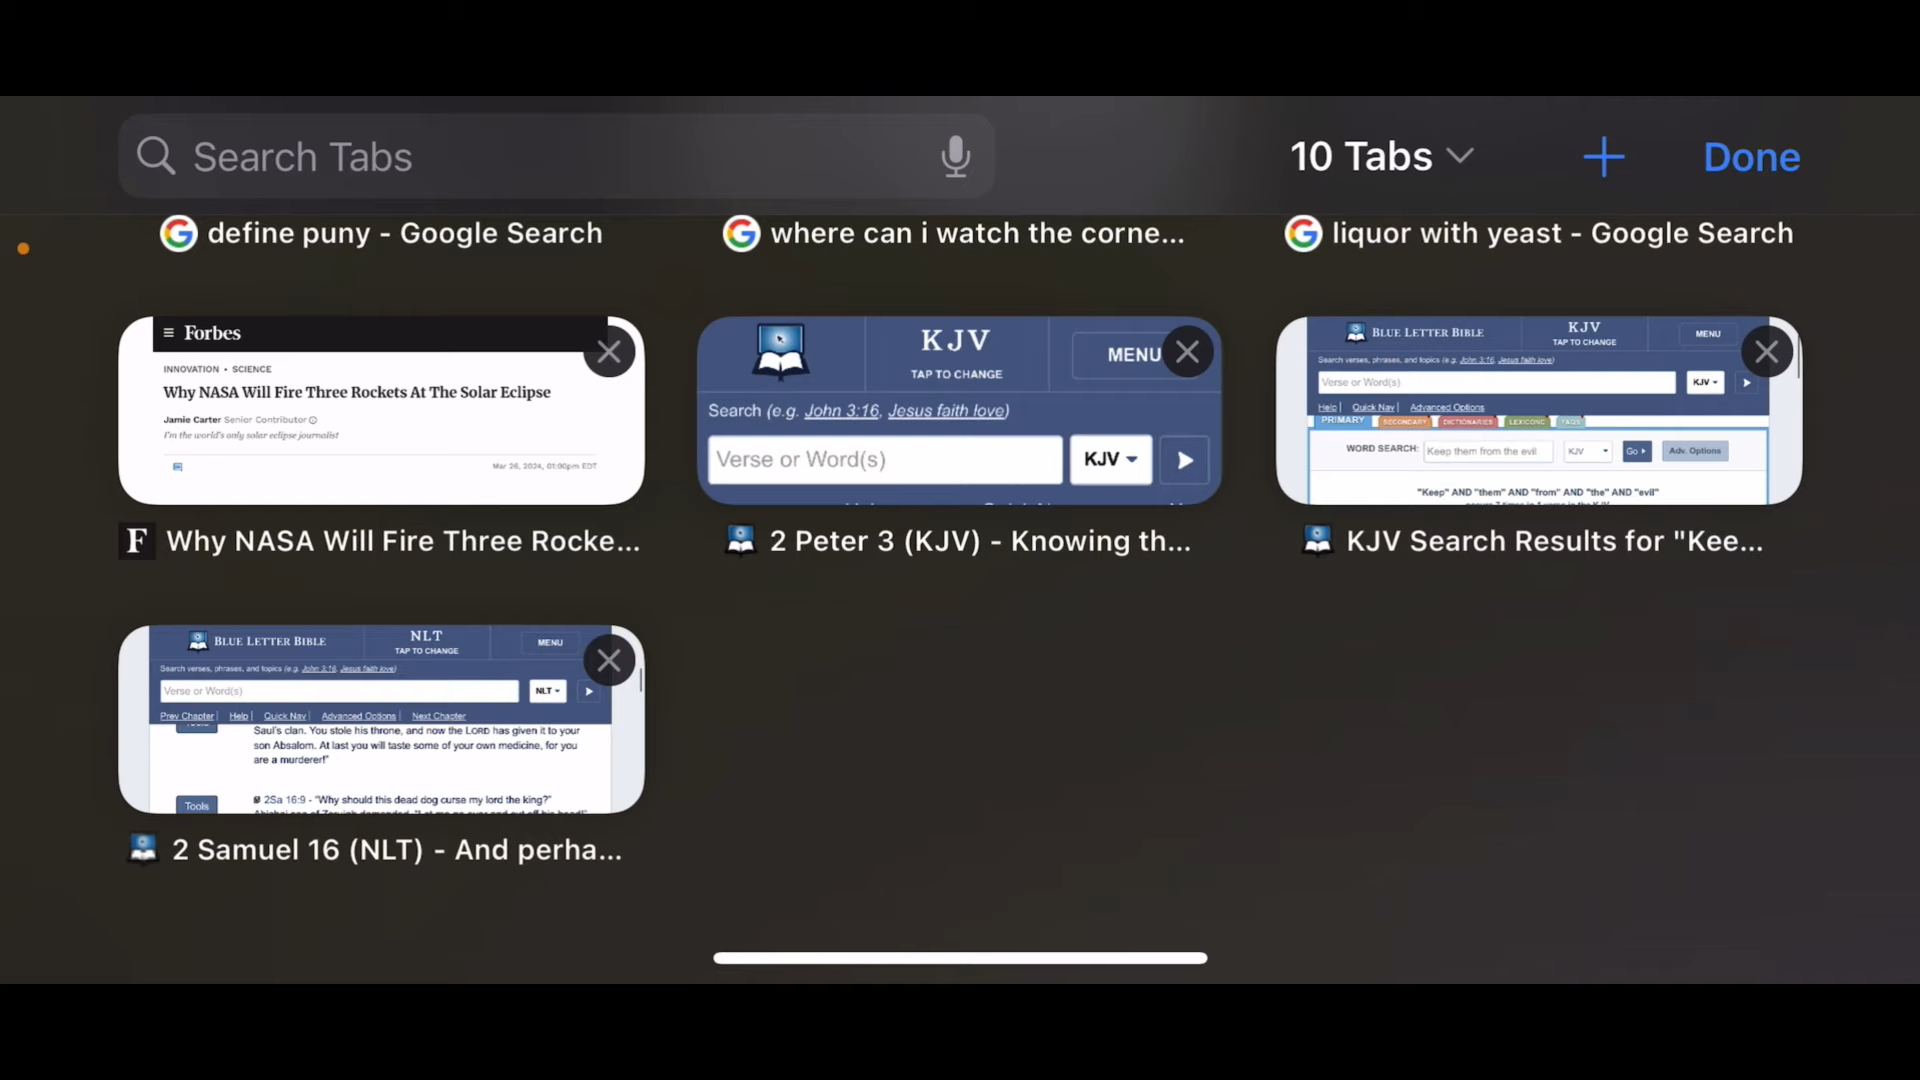 Search Tabs
10 Tabs
Done
define puny - Google Search
where can i watch the corne...
liquor with yeast - Google Search
Forbes
INNOVATION • SCIENCE
Why NASA Will Fire Three Rockets At The Solar Eclipse
Jamie Carter Senior Contributor
I'm the world's only solar eclipse journalist
Mar 26, 2024, 01:00pm EDT
F Why NASA Will Fire Three Rocke...
KJV
TAP TO CHANGE
MENU
Search (e.g. John 3:16, Jesus faith love)
Verse or Word(s)
KJV
2 Peter 3 (KJV) - Knowing th...
BLUE LETTER BIBLE
KJV
TAP TO CHANGE
MENU
Search verses, phrases, and topics (e.g. John 3:16, Jesus faith love)
Verse or Word(s)
KJV
Help | Quick Nav | Advanced Options
PRIMARY SECONDARY DICTIONARIES LEXICONC FAQS
WORD SEARCH: Keep them from the evil KJV Go Adv. Options
"Keep" AND "them" AND "from" AND "the" AND "evil"
KJV Search Results for "Kee...
BLUE LETTER BIBLE
NLT
TAP TO CHANGE
MENU
Search verses, phrases, and topics (e.g. John 3:16, Jesus faith love)
Verse or Word(s)
NLT
Prev Chapter | Help | Quick Nav | Advanced Options | Next Chapter
Saul's clan. You stole his throne, and now the LORD has given it to your
son Absalom. At last you will taste some of your own medicine, for you
are a murderer!"
Tools
2Sa 16:9 - "Why should this dead dog curse my lord the king?"
2 Samuel 16 (NLT) - And perha...